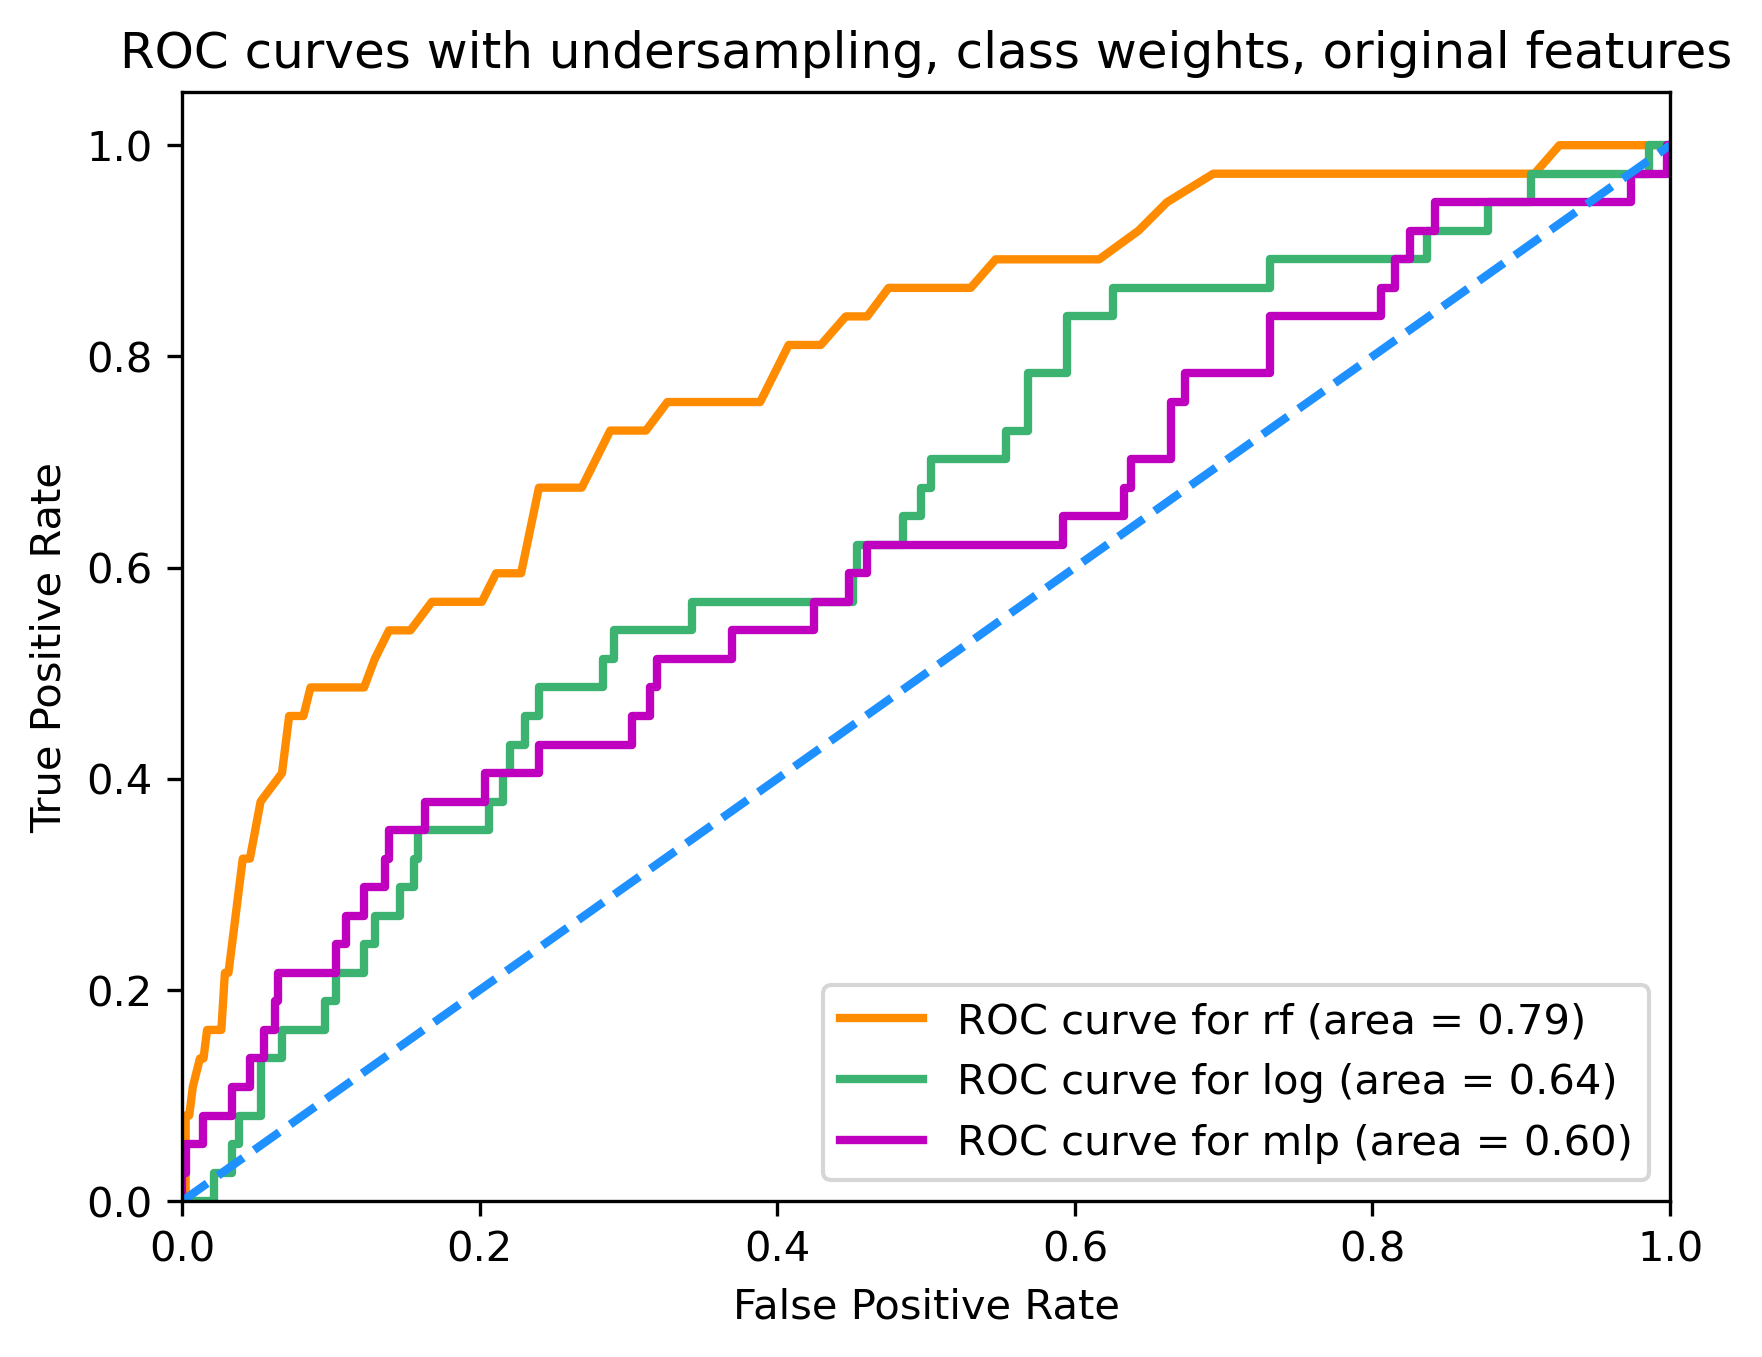 ROC curves with undersampling, class weights, original features
1.0
0.8
0.6
0.4
0.2
0.0
True Positive Rate
ROC curve for rf (area = 0.79)
ROC curve for log (area = 0.64)
ROC curve for mlp (area = 0.60)
0.0 0.2 0.4 0.6 0.8 1.0
False Positive Rate